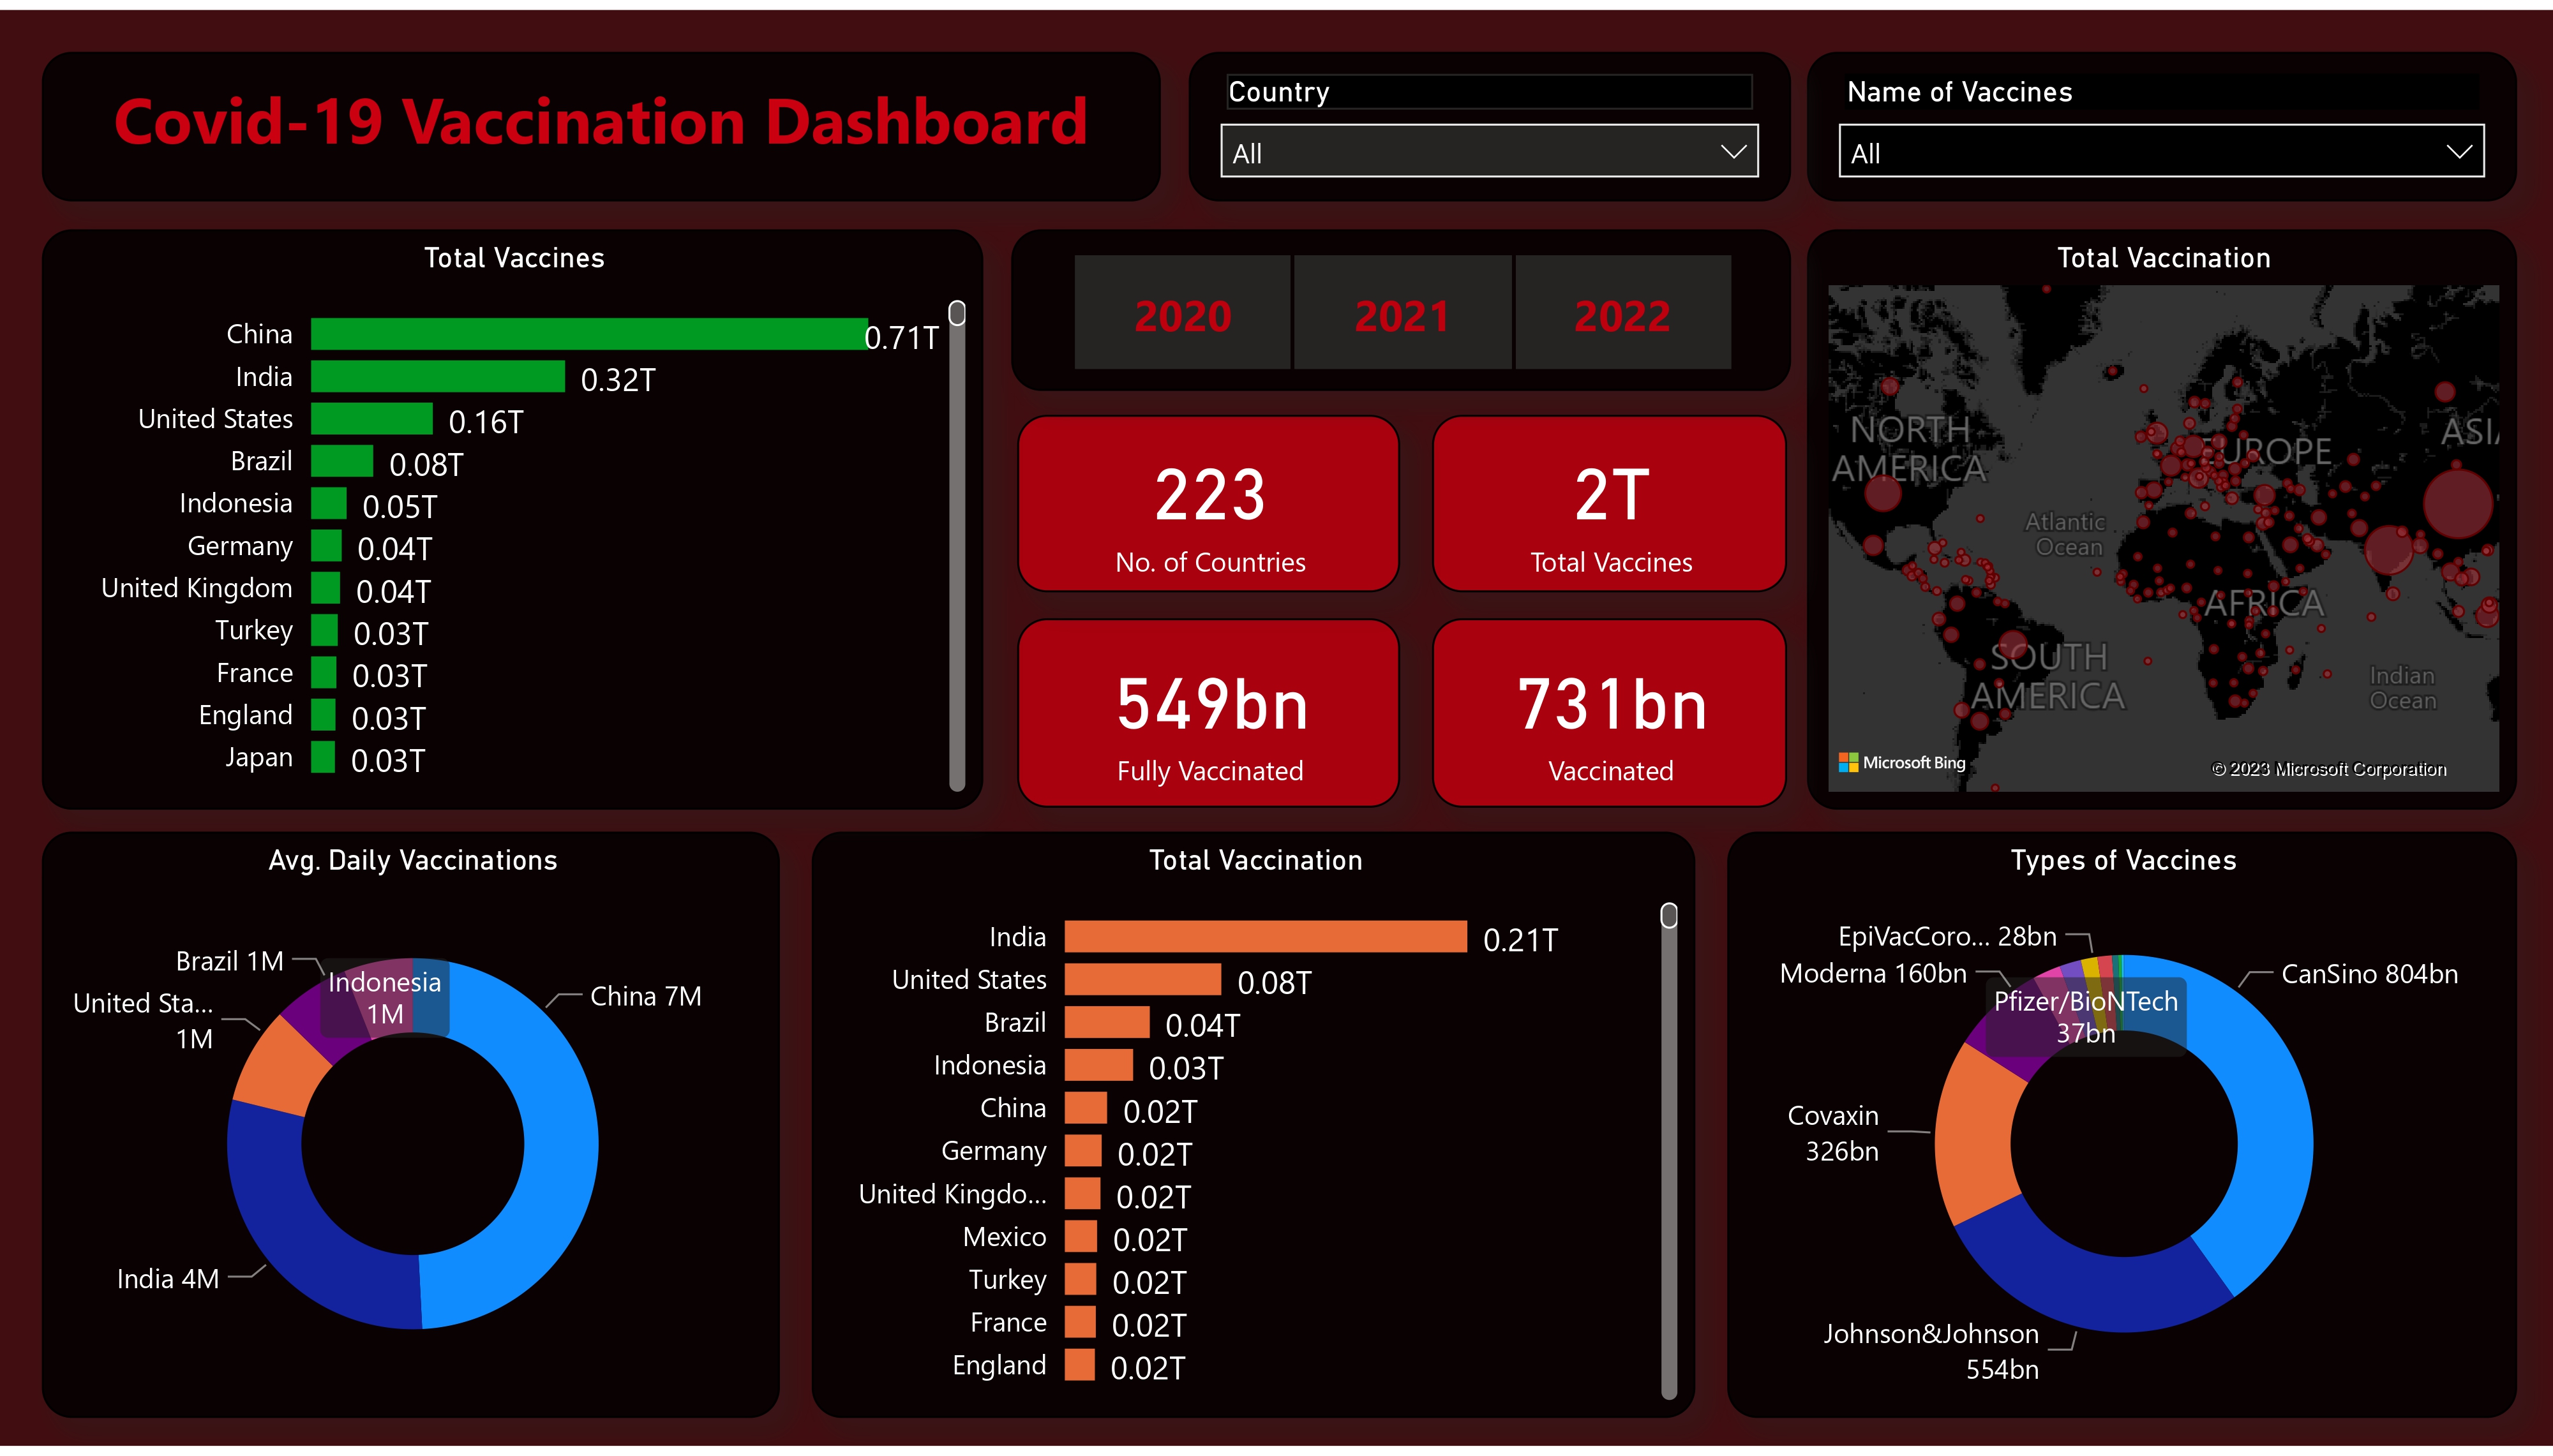 Covid-19 Vaccination Dashboard
Country
All
Name of Vaccines
All
Total Vaccines
China 0.71T
India 0.32T
United States 0.16T
Brazil 0.08T
Indonesia 0.05T
Germany 0.04T
United Kingdom 0.04T
Turkey 0.03T
France 0.03T
England 0.03T
Japan 0.03T
2020 2021 2022
223
No. of Countries
2T
Total Vaccines
549bn
Fully Vaccinated
731bn
Vaccinated
Total Vaccination
NORTH
AMERICA
EUROPE
ASIA
Atlantic
Ocean
AFRICA
SOUTH
AMERICA
Indian
Ocean
Microsoft Bing
© 2023 Microsoft Corporation
Avg. Daily Vaccinations
Brazil 1M
Indonesia
1M
United Sta...
1M
China 7M
India 4M
Total Vaccination
India 0.21T
United States 0.08T
Brazil 0.04T
Indonesia 0.03T
China 0.02T
Germany 0.02T
United Kingdo... 0.02T
Mexico 0.02T
Turkey 0.02T
France 0.02T
England 0.02T
Types of Vaccines
EpiVacCoro... 28bn
Moderna 160bn
Pfizer/BioNTech
37bn
CanSino 804bn
Covaxin
326bn
Johnson&Johnson
554bn